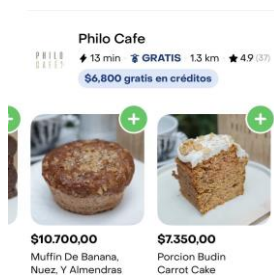 Philo Cafe
PHILO
CAFE?
13 min GRATIS 1.3 km 4.9 (37)
$6,800 gratis en créditos
$10.700,00
Muffin De Banana,
Nuez, Y Almendras
$7.350,00
Porcion Budin
Carrot Cake